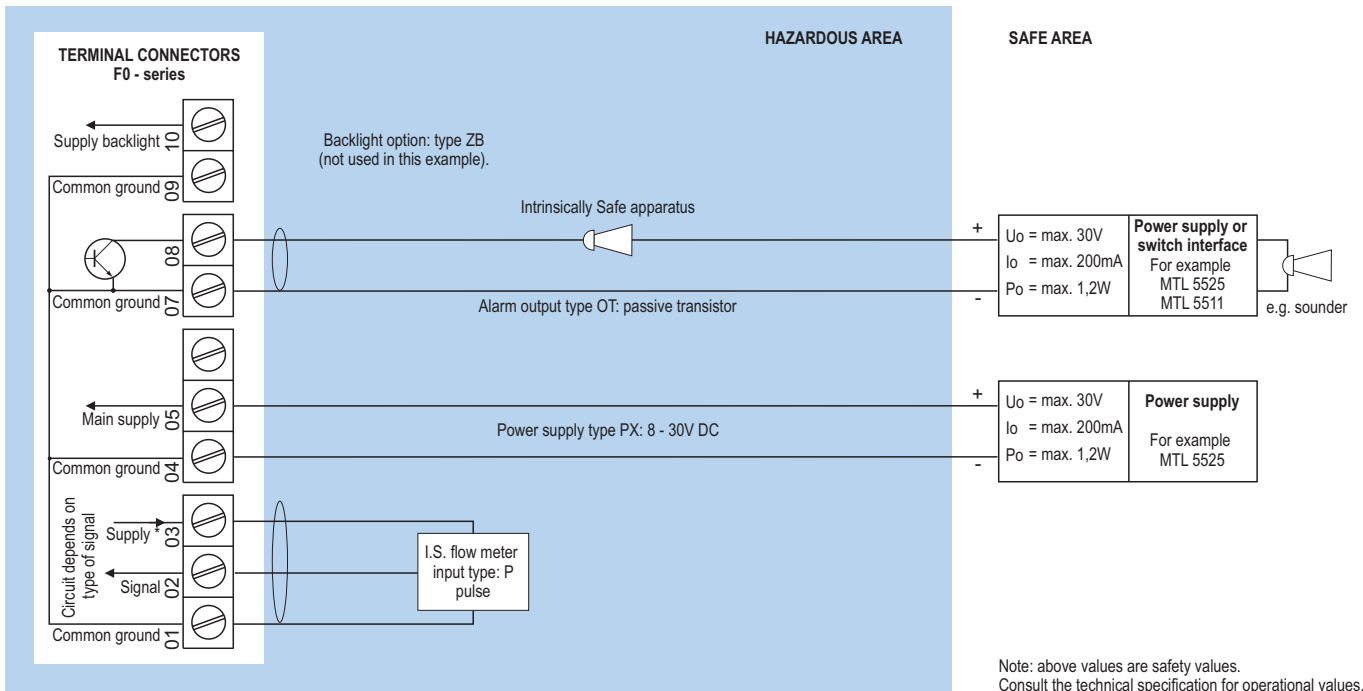 HAZARDOUS AREA
SAFE AREA
TERMINAL CONNECTORS
F0 - series
Supply backlight
10
Common ground
09
08
Common ground
07
Main supply
05
Common ground
04
Circuit depends on
type of signal
Supply *
03
Signal
02
Common ground
01
Backlight option: type ZB
(not used in this example).
Intrinsically Safe apparatus
Alarm output type OT: passive transistor
+
-
Uo = max. 30V
Io = max. 200mA
Po = max. 1,2W
Power supply or
switch interface
For example
MTL 5525
MTL 5511
e.g. sounder
Power supply type PX: 8 - 30V DC
+
-
Uo = max. 30V
Io = max. 200mA
Po = max. 1,2W
Power supply
For example
MTL 5525
I.S. flow meter
input type: P
pulse
Note: above values are safety values.
Consult the technical specification for operational values.